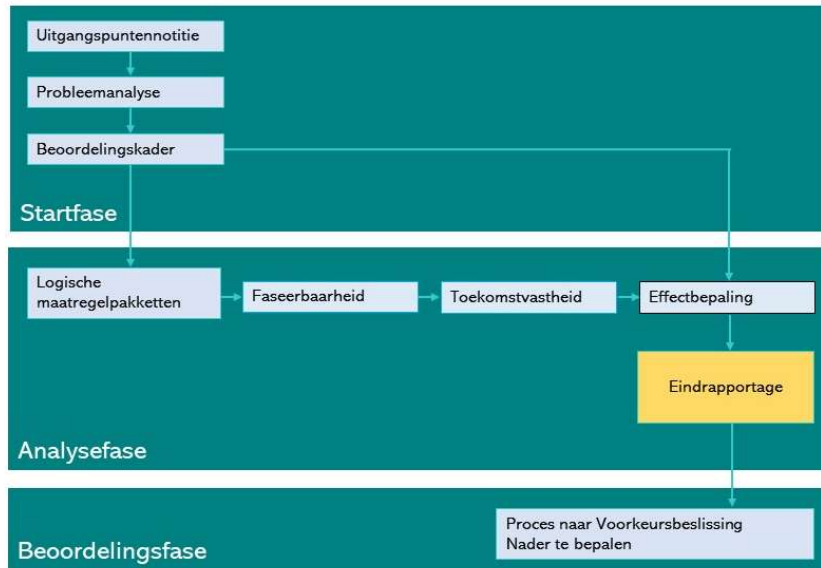 Uitgangspuntennotitie
Probleemanalyse
Beoordelingskader
Startfase
Logische
maatregelpakketten
Faseerbaarheid
Toekomstvastheid
Effectbepaling
Eindrapportage
Analysefase
Proces naar Voorkeursbeslissing
Nader te bepalen
Beoordelingsfase